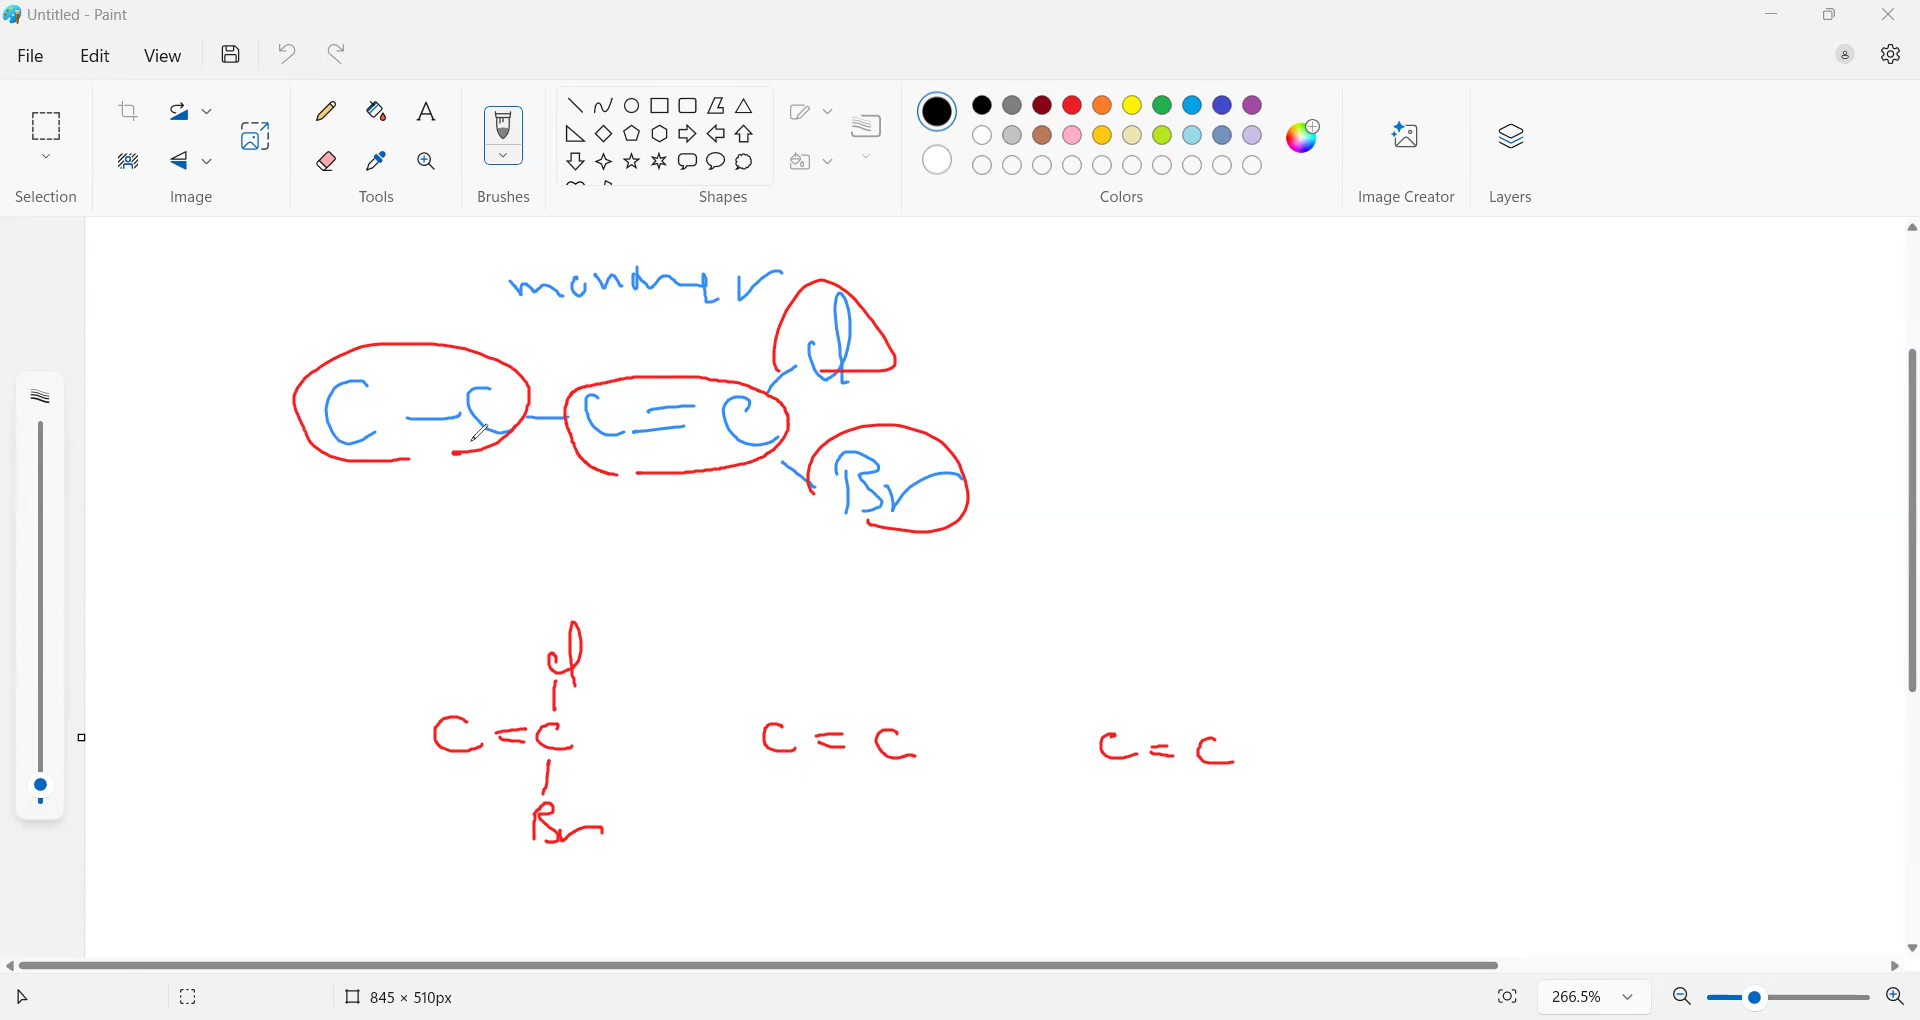 Untitled - Paint
File Edit View
Selection Image Tools Brushes Shapes Colors Image Creator Layers
Cl
C - C - C = C
Br
Cl
C = C C = C C = C
Br
845 × 510px 266.5%